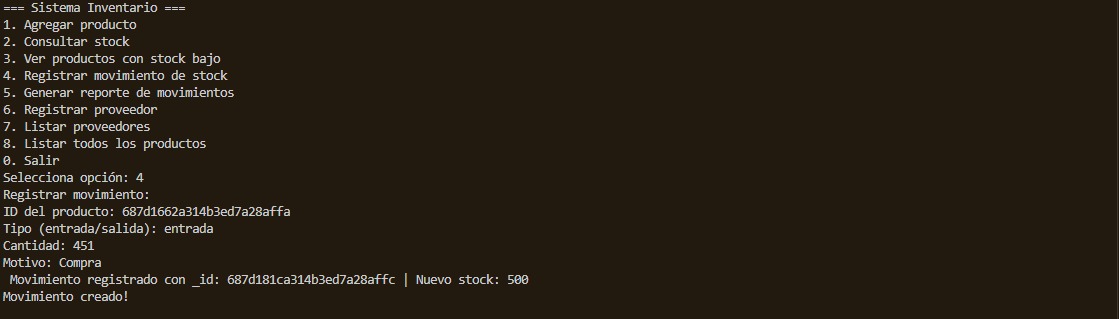 === Sistema Inventario ===
1. Agregar producto
2. Consultar stock
3. Ver productos con stock bajo
4. Registrar movimiento de stock
5. Generar reporte de movimientos
6. Registrar proveedor
7. Listar proveedores
8. Listar todos los productos
0. Salir
Selecciona opción: 4
Registrar movimiento:
ID del producto: 687d1662a314b3ed7a28affa
Tipo (entrada/salida): entrada
Cantidad: 451
Motivo: Compra
 Movimiento registrado con _id: 687d181ca314b3ed7a28affc | Nuevo stock: 500
Movimiento creado!